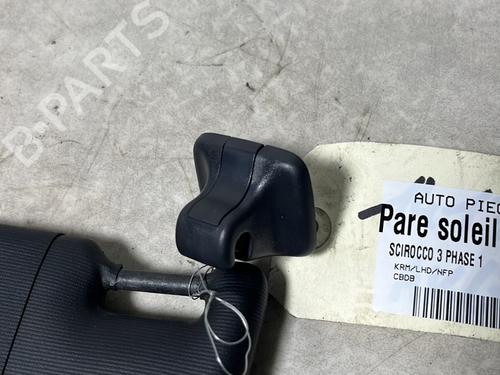 B-PARTS
AUTO PIEC
Pare soleil
SCIROCCO 3 PHASE 1
KRM/LHD/NFP
CBDB